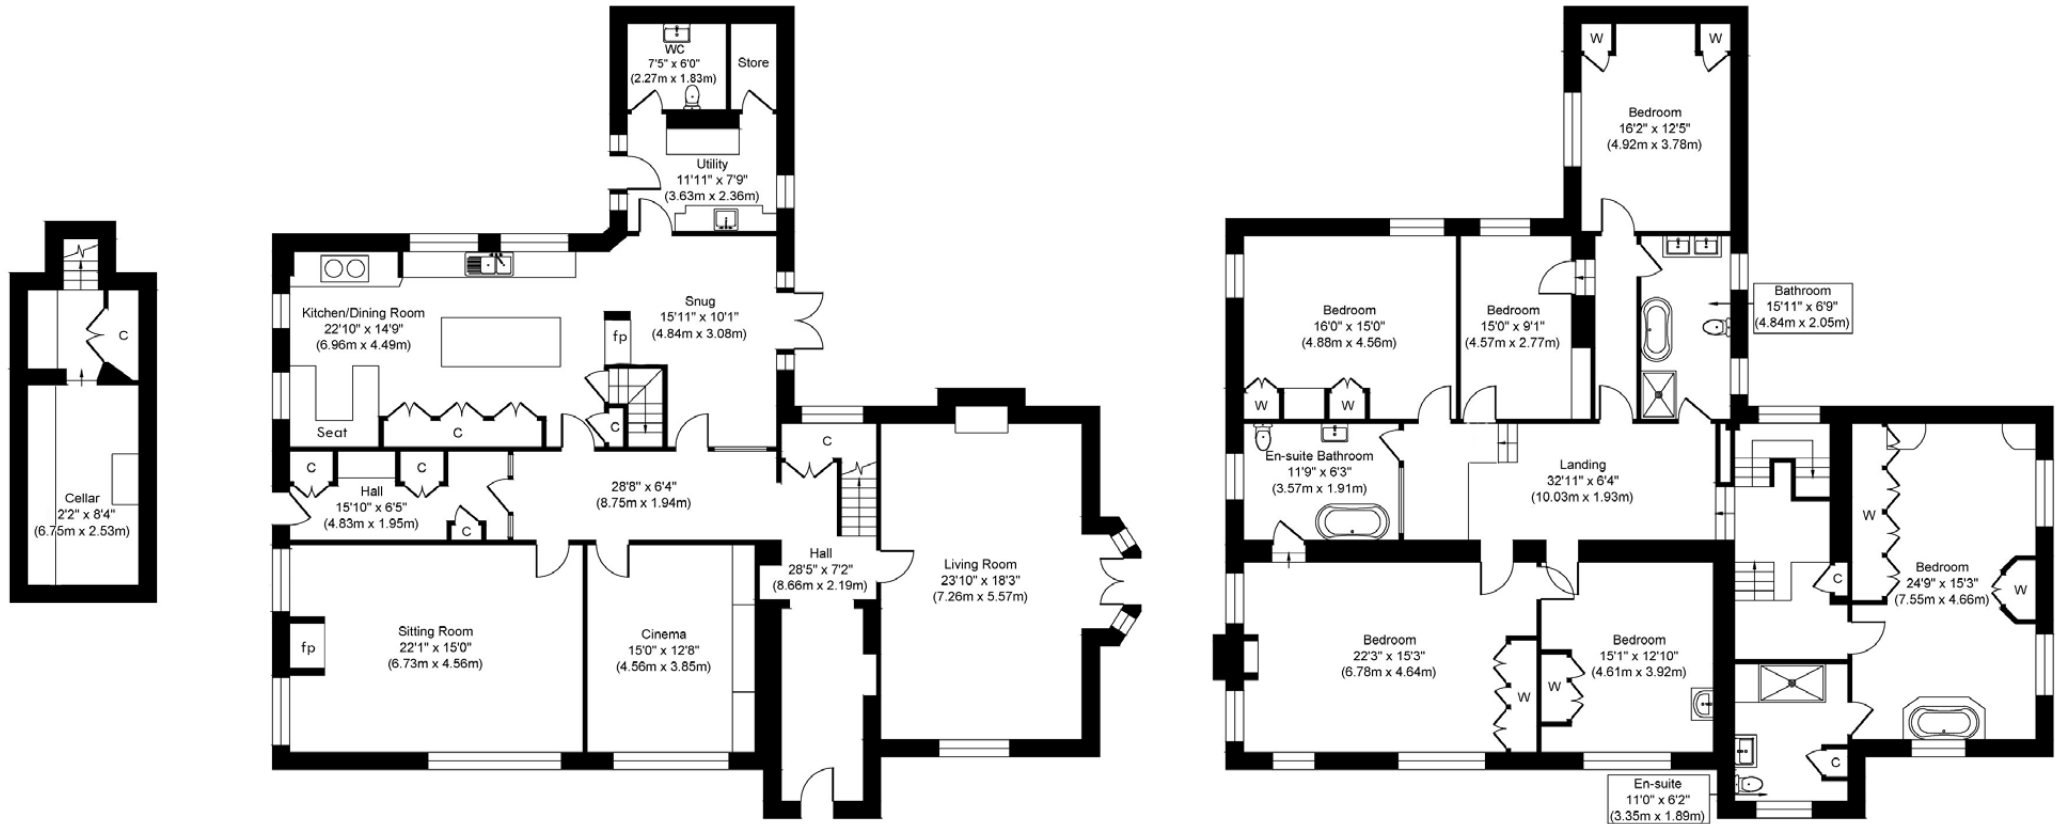 C
Cellar
2'2" x 8'4"
(6.75m x 2.53m)
WC
7'5" x 6'0"
(2.27m x 1.83m)
Store
Utility
11'11" x 7'9"
(3.63m x 2.36m)
Kitchen/Dining Room
22'10" x 14'9"
(6.96m x 4.49m)
Snug
15'11" x 10'1"
(4.84m x 3.08m)
fp
Seat
C
C
C
C
C
Hall
15'10" x 6'5"
(4.83m x 1.95m)
C
28'8" x 6'4"
(8.75m x 1.94m)
Hall
28'5" x 7'2"
(8.66m x 2.19m)
Living Room
23'10" x 18'3"
(7.26m x 5.57m)
fp
Sitting Room
22'1" x 15'0"
(6.73m x 4.56m)
Cinema
15'0" x 12'8"
(4.56m x 3.85m)
W
W
Bedroom
16'2" x 12'5"
(4.92m x 3.78m)
Bedroom
16'0" x 15'0"
(4.88m x 4.56m)
Bedroom
15'0" x 9'1"
(4.57m x 2.77m)
Bathroom
15'11" x 6'9"
(4.84m x 2.05m)
W
W
En-suite Bathroom
11'9" x 6'3"
(3.57m x 1.91m)
Landing
32'11" x 6'4"
(10.03m x 1.93m)
W
Bedroom
24'9" x 15'3"
(7.55m x 4.66m)
W
C
Bedroom
22'3" x 15'3"
(6.78m x 4.64m)
W
Bedroom
15'1" x 12'10"
(4.61m x 3.92m)
W
C
En-suite
11'0" x 6'2"
(3.35m x 1.89m)